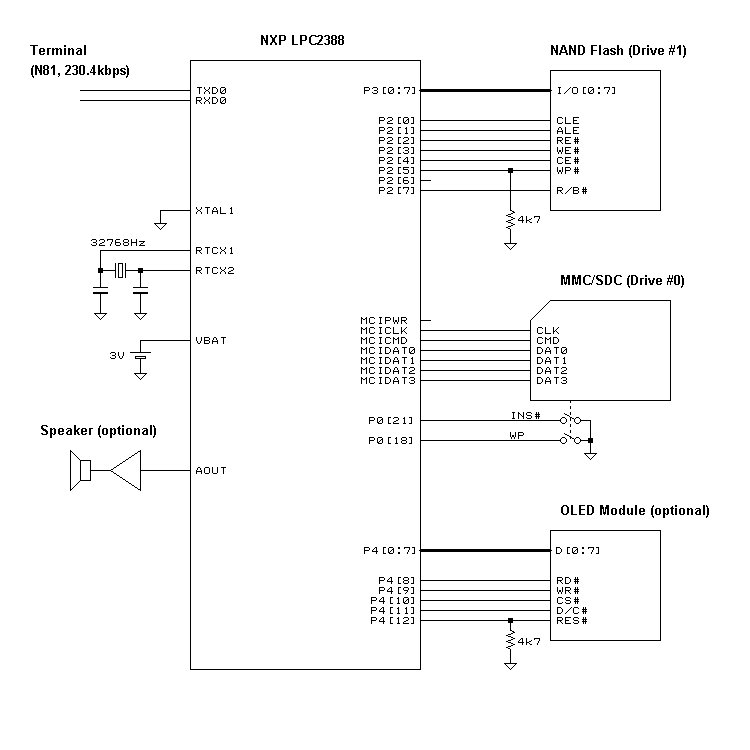 NXP LPC2388
Terminal
(N81, 230.4kbps)
TXD0
RXD0
XTAL1
32768Hz
RTCX1
RTCX2
VBAT
3V
Speaker (optional)
AOUT
NAND Flash (Drive #1)
P3[0:7]
I/O[0:7]
P2[0]
CLE
P2[1]
ALE
P2[2]
RE#
P2[3]
WE#
P2[4]
CE#
P2[5]
WP#
P2[6]
P2[7]
R/B#
4k7
MMC/SDC (Drive #0)
MCIPWR
MCICLK
CLK
MCICMD
CMD
MCIDAT0
DAT0
MCIDAT1
DAT1
MCIDAT2
DAT2
MCIDAT3
DAT3
P0[21]
INS#
P0[18]
WP
OLED Module (optional)
P4[0:7]
D[0:7]
P4[8]
RD#
P4[9]
WR#
P4[10]
CS#
P4[11]
D/C#
P4[12]
RES#
4k7